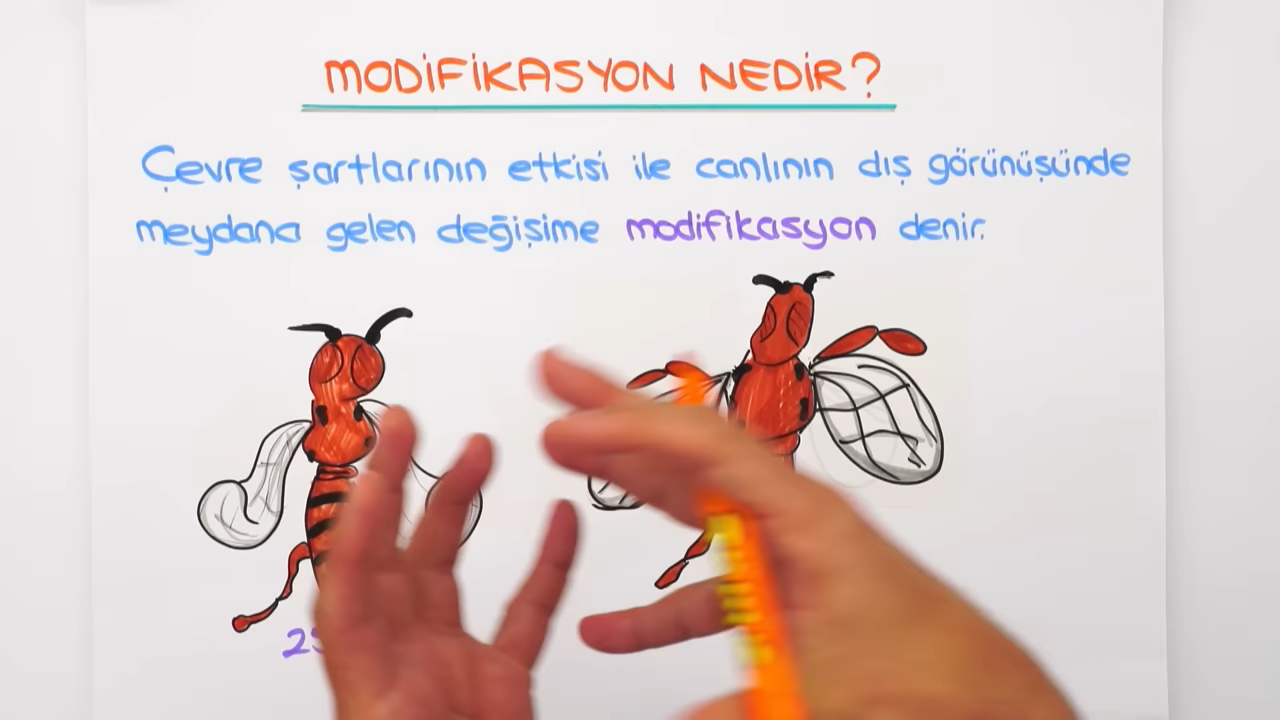 MODİFİKASYON NEDİR?
Çevre şartlarının etkisi ile canlının dış görünüşünde
meydana gelen değişime modifikasyon denir.